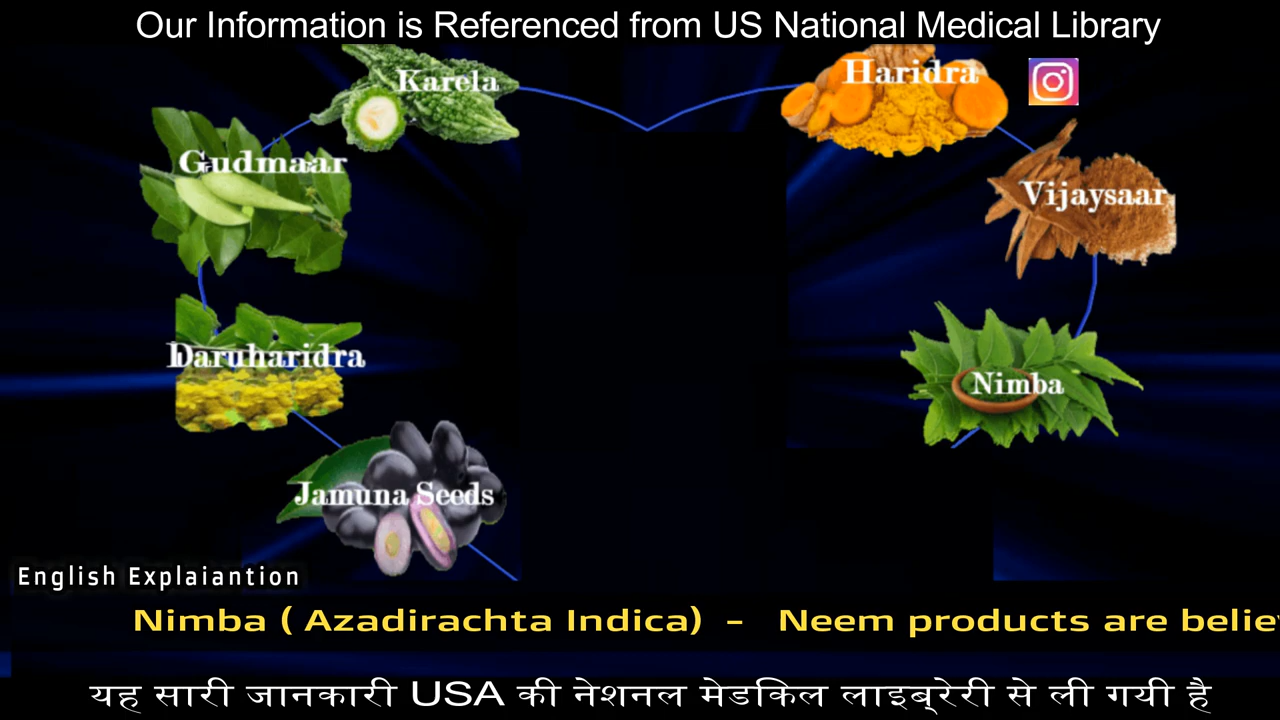 Our Information is Referenced from US National Medical Library
Karela
Haridra
Gudmaar
Vijaysaar
Daruharidra
Nimba
Jamuna Seeds
English Explaiantion
Nimba ( Azadirachta Indica) – Neem products are belie
यह सारी जानकारी USA की नेशनल मेडकिल लाइब्रेरी से ली गयी है